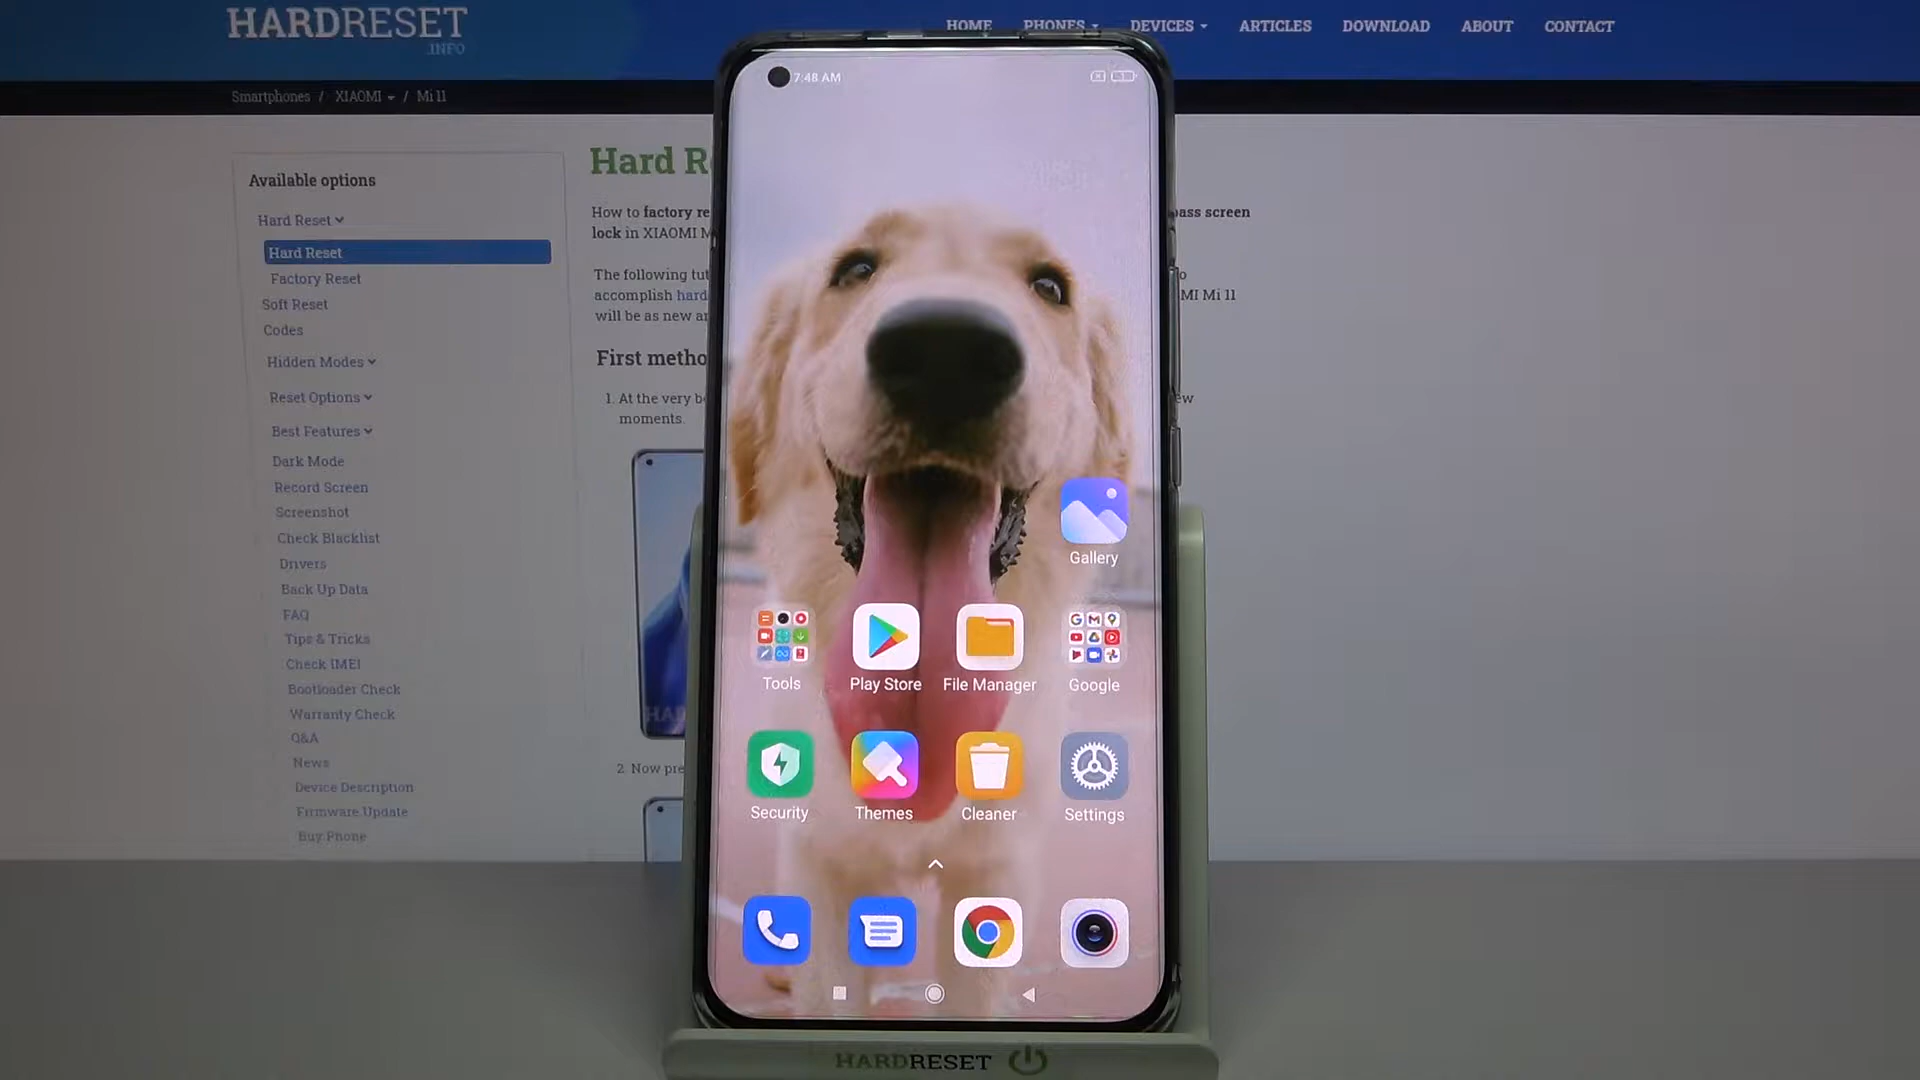 HARDRESET
.INFO
HOME PHONES DEVICES ARTICLES DOWNLOAD ABOUT CONTACT
Smartphones / XIAOMI / Mi 11
Available options
Hard Reset
Hard Reset
Factory Reset
Soft Reset
Codes
Hidden Modes
Reset Options
Best Features
Dark Mode
Record Screen
Screenshot
Check Blacklist
Drivers
Back Up Data
FAQ
Tips & Tricks
Check IMEI
Bootloader Check
Warranty Check
Q&A
News
Device Description
Firmware Update
Buy Phone
Hard R
How to factory re
pass screen
lock in XIAOMI M
The following tut
o
accomplish hard
MI Mi 11
will be as new an
First metho
1. At the very b
ew
moments.
HA
2. Now pre
7:48 AM
Gallery
Tools Play Store File Manager Google
Security Themes Cleaner Settings
HARDRESET